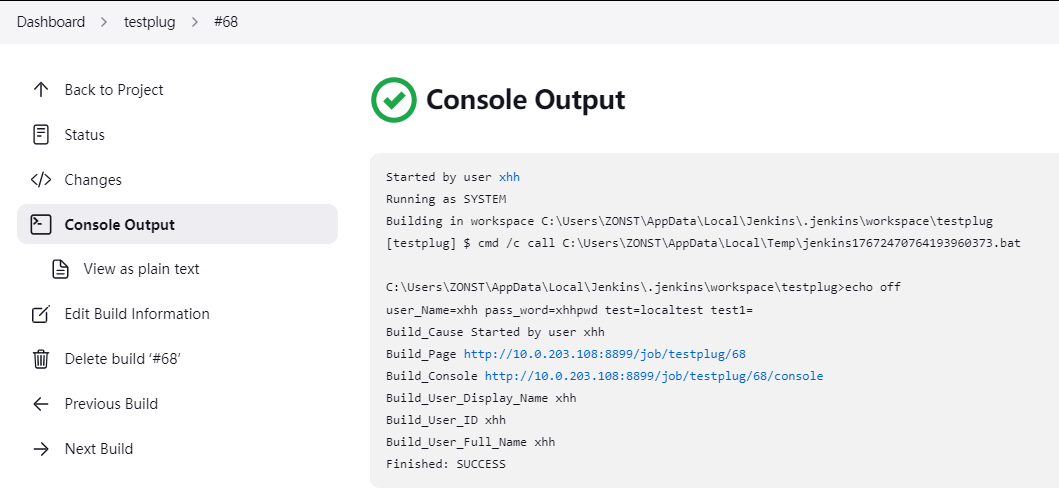 Dashboard > testplug > #68
Back to Project
Status
Changes
Console Output
View as plain text
Edit Build Information
Delete build ‘#68’
Previous Build
Next Build
Console Output
Started by user xhh
Running as SYSTEM
Building in workspace C:\Users\ZONST\AppData\Local\Jenkins\.jenkins\workspace\testplug
[testplug] $ cmd /c call C:\Users\ZONST\AppData\Local\Temp\jenkins17672470764193960373.bat
C:\Users\ZONST\AppData\Local\Jenkins\.jenkins\workspace\testplug>echo off
user_Name=xhh pass_word=xhhpwd test=localtest test1=
Build_Cause Started by user xhh
Build_Page http://10.0.203.108:8899/job/testplug/68
Build_Console http://10.0.203.108:8899/job/testplug/68/console
Build_User_Display_Name xhh
Build_User_ID xhh
Build_User_Full_Name xhh
Finished: SUCCESS